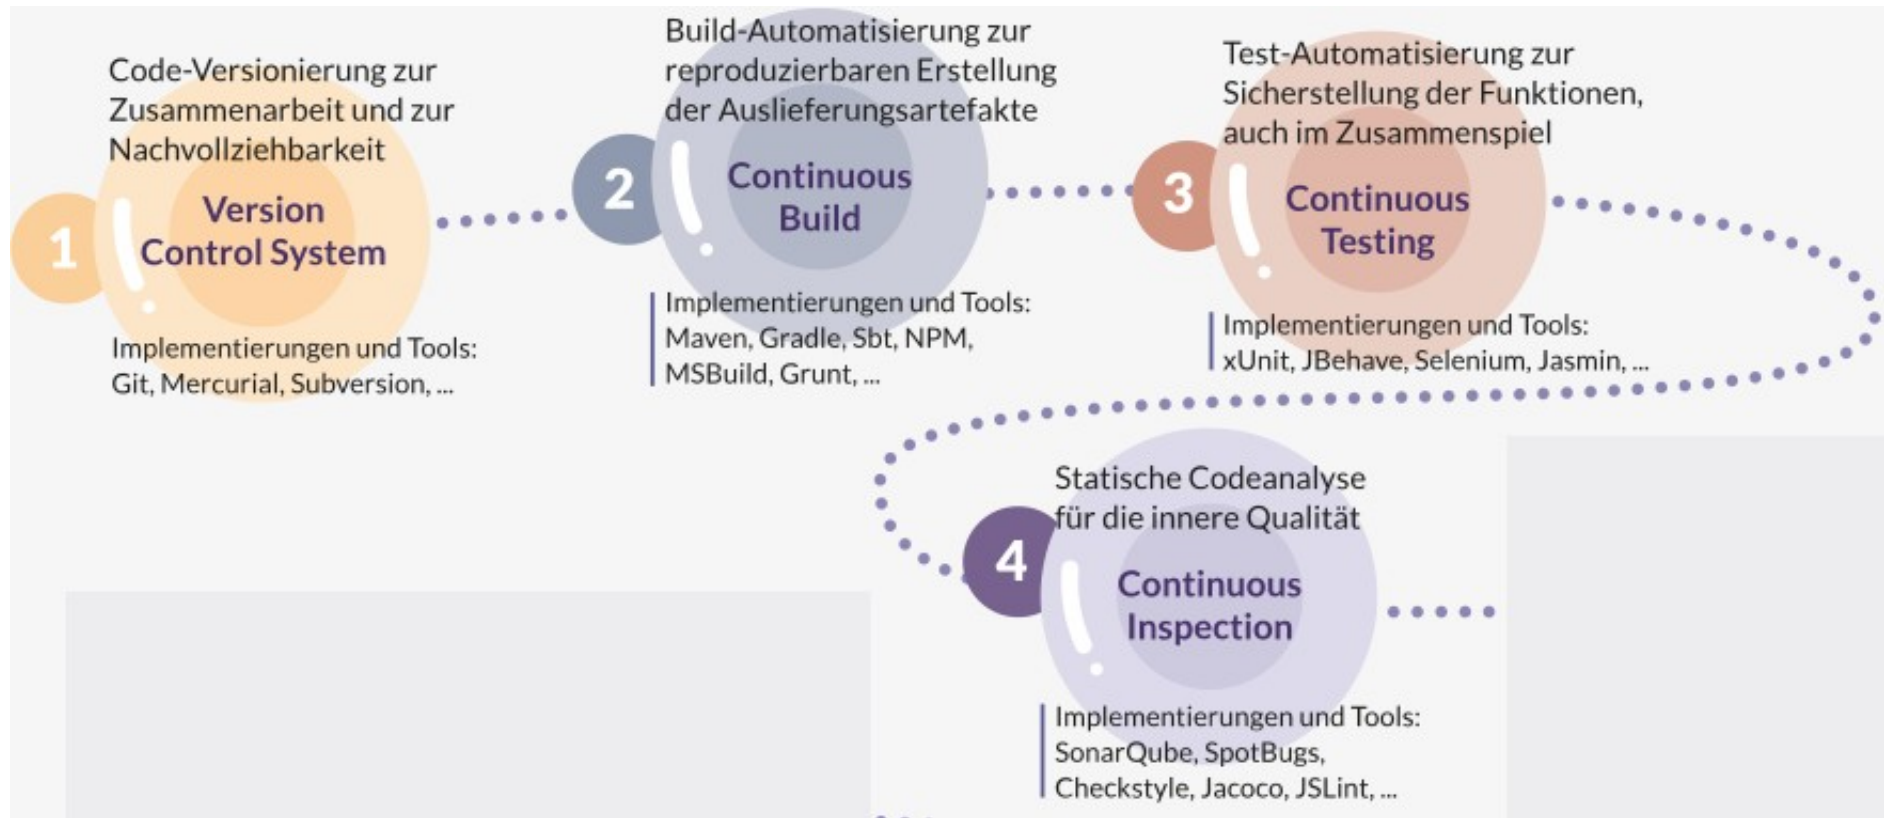 Code-Versionierung zur
Zusammenarbeit und zur
Nachvollziehbarkeit
1
Version
Control System
Implementierungen und Tools:
Git, Mercurial, Subversion, ...
Build-Automatisierung zur
reproduzierbaren Erstellung
der Auslieferungsartefakte
2
Continuous
Build
Implementierungen und Tools:
Maven, Gradle, Sbt, NPM,
MSBuild, Grunt, ...
Test-Automatisierung zur
Sicherstellung der Funktionen,
auch im Zusammenspiel
3
Continuous
Testing
Implementierungen und Tools:
xUnit, JBehave, Selenium, Jasmin, ...
Statische Codeanalyse
für die innere Qualität
4
Continuous
Inspection
Implementierungen und Tools:
SonarQube, SpotBugs,
Checkstyle, Jacoco, JSLint, ...